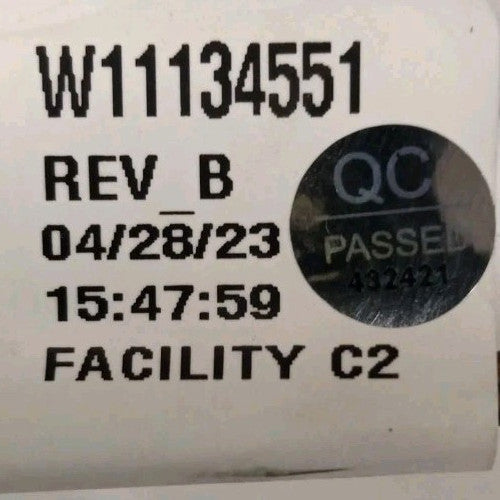 W11134551
REV_B
04/28/23
15:47:59
FACILITY C2
QC
PASSED
432421